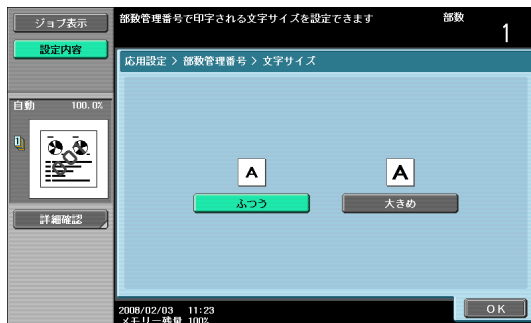 ジョブ表示
部数管理番号で印字される文字サイズを設定できます
部数
1
設定内容
応用設定 > 部数管理番号 > 文字サイズ
自動 100.0%
1
A
A
ふつう
大きめ
詳細確認
2008/02/03 11:23
メモリー残量 100%
OK